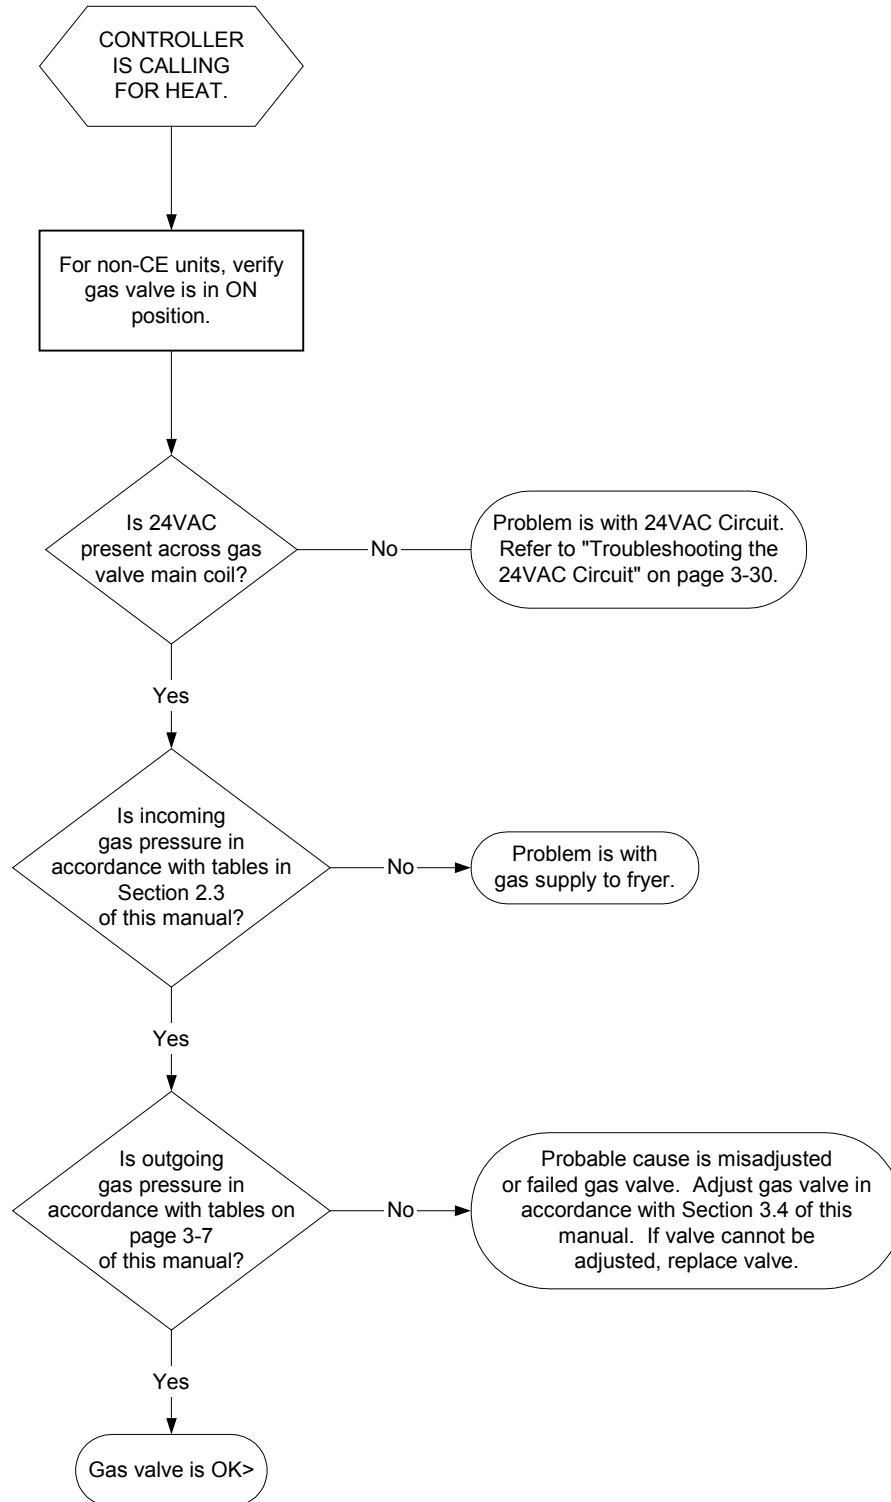 CONTROLLER
IS CALLING
FOR HEAT.
For non-CE units, verify
gas valve is in ON
position.
Is 24VAC
present across gas
valve main coil?
No
Problem is with 24VAC Circuit.
Refer to "Troubleshooting the
24VAC Circuit" on page 3-30.
Yes
Is incoming
gas pressure in
accordance with tables in
Section 2.3
of this manual?
No
Problem is with
gas supply to fryer.
Yes
Is outgoing
gas pressure in
accordance with tables on
page 3-7
of this manual?
No
Probable cause is misadjusted
or failed gas valve. Adjust gas valve in
accordance with Section 3.4 of this
manual. If valve cannot be
adjusted, replace valve.
Yes
Gas valve is OK>